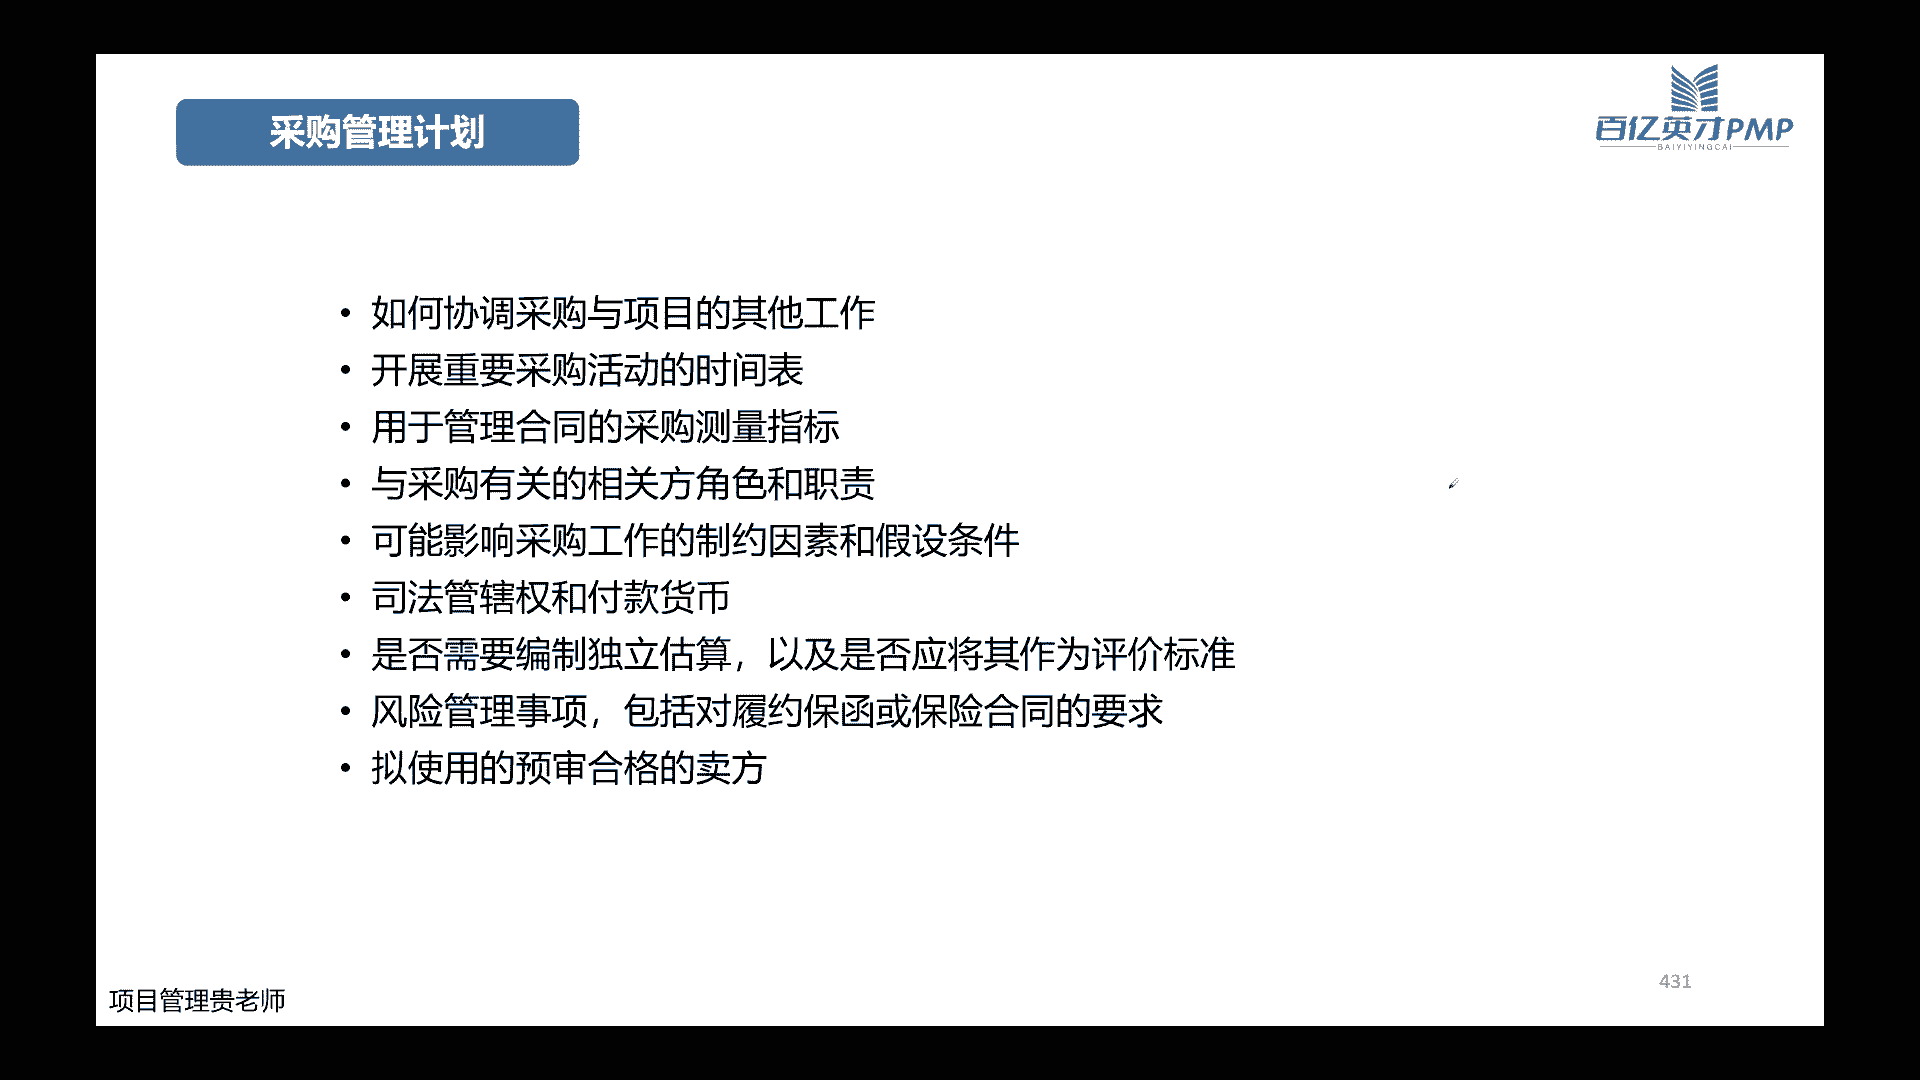 采购管理计划
百亿英才PMP
BAIYIYINGCAI
• 如何协调采购与项目的其他工作
• 开展重要采购活动的时间表
• 用于管理合同的采购测量指标
• 与采购有关的相关方角色和职责
• 可能影响采购工作的制约因素和假设条件
• 司法管辖权和付款货币
• 是否需要编制独立估算，以及是否应将其作为评价标准
• 风险管理事项，包括对履约保函或保险合同的要求
• 拟使用的预审合格的卖方
431
项目管理贵老师